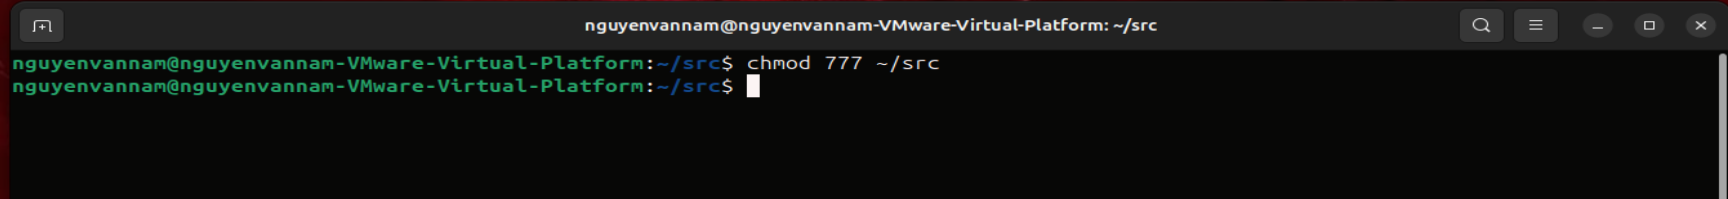 nguyenvannam@nguyenvannam-VMware-Virtual-Platform: ~/src
nguyenvannam@nguyenvannam-VMware-Virtual-Platform:~/src$ chmod 777 ~/src
nguyenvannam@nguyenvannam-VMware-Virtual-Platform:~/src$